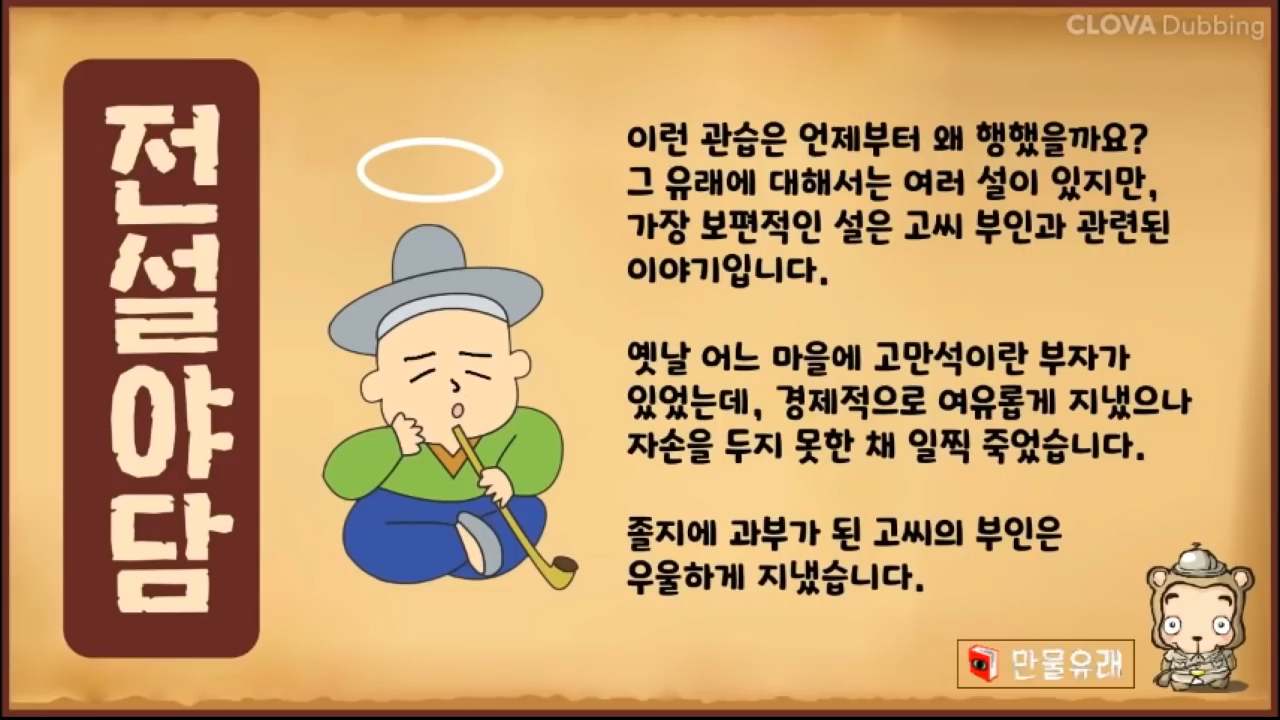 CLOVA Dubbing
전설야담
이런 관습은 언제부터 왜 행했을까요?
그 유래에 대해서는 여러 설이 있지만,
가장 보편적인 설은 고씨 부인과 관련된
이야기입니다.
옛날 어느 마을에 고만석이란 부자가
있었는데, 경제적으로 여유롭게 지냈으나
자손을 두지 못한 채 일찍 죽었습니다.
졸지에 과부가 된 고씨의 부인은
우울하게 지냈습니다.
만물유래